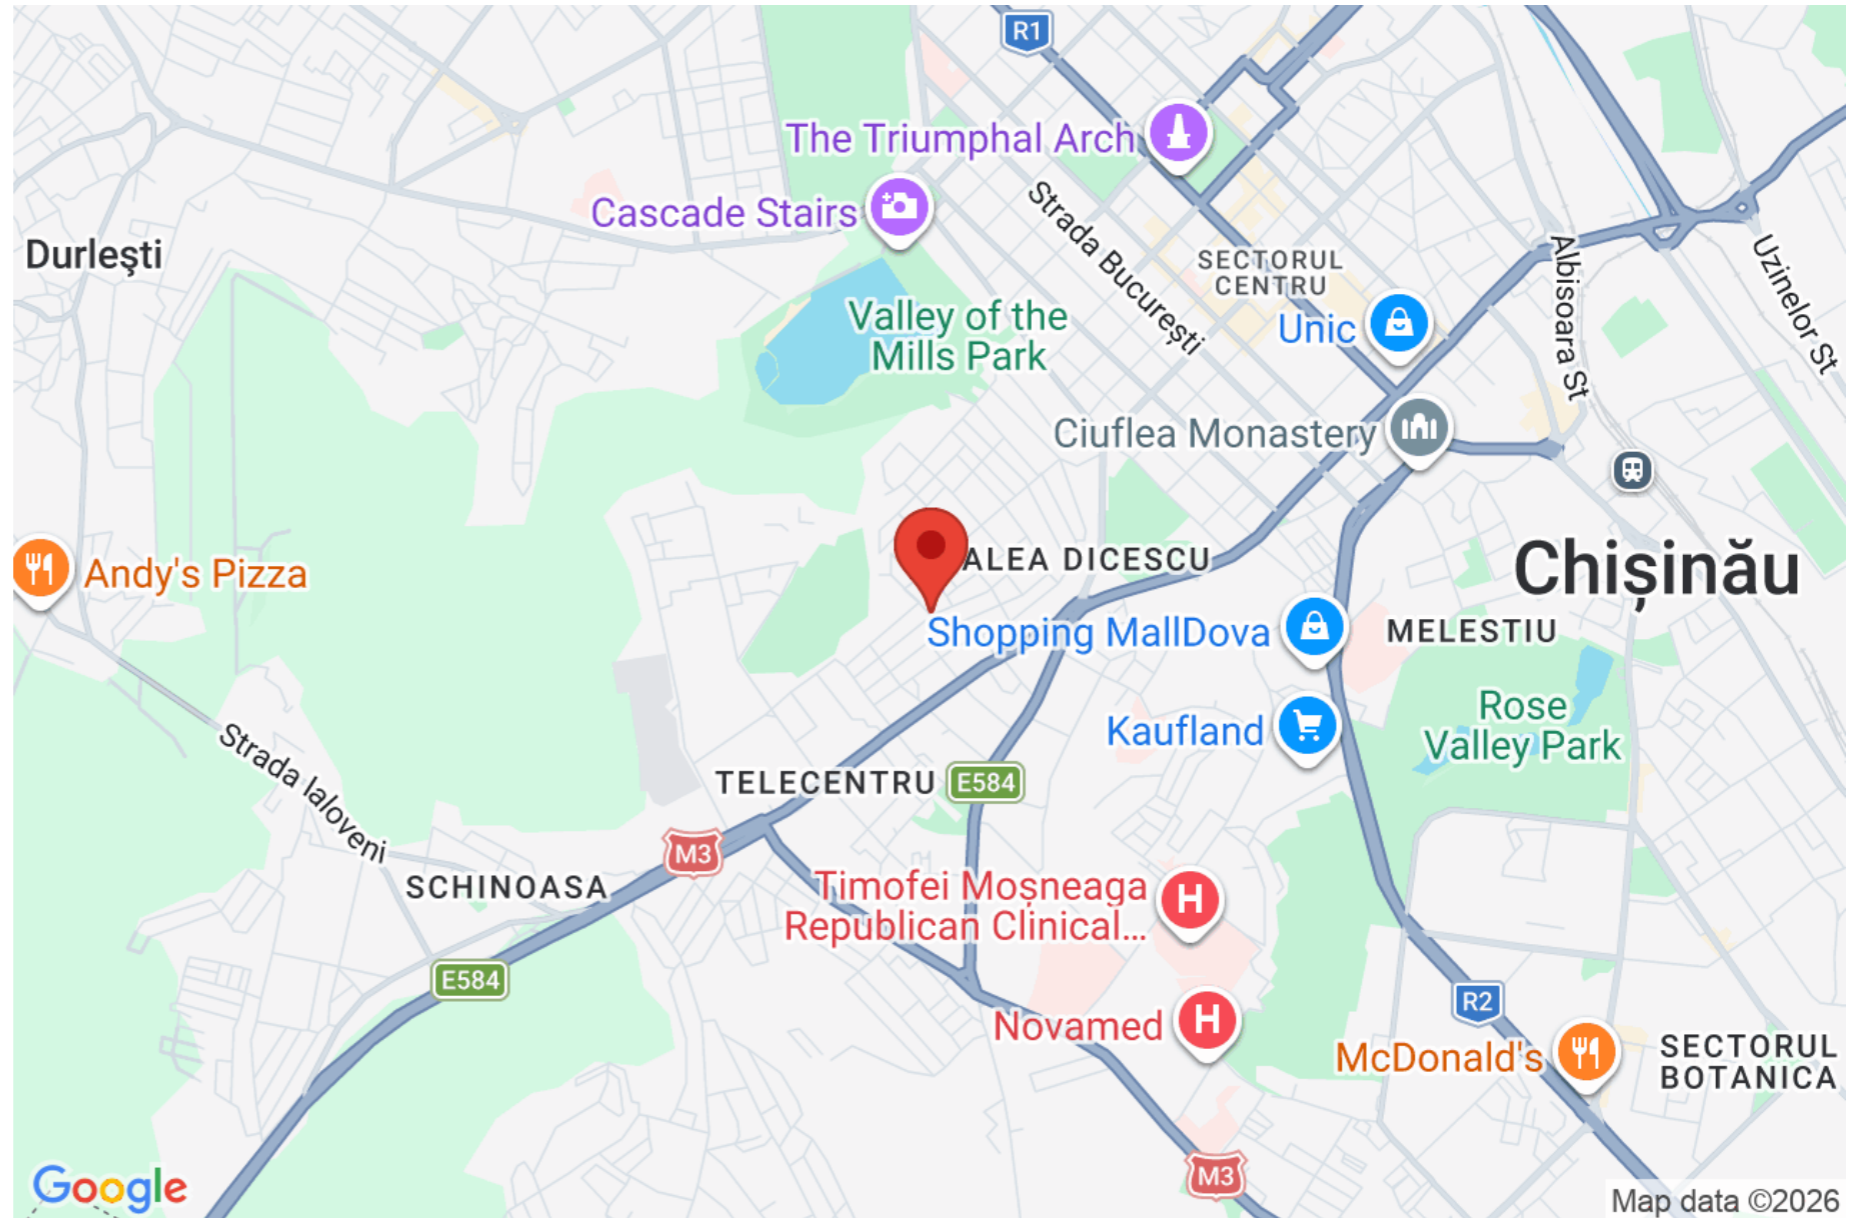 R1
The Triumphal Arch
Cascade Stairs
Strada București
Durleşti
SECTORUL
CENTRU
Albisoara St
Uzinelor St
Valley of the
Mills Park
Unic
Ciuflea Monastery
Andy's Pizza
ALEA DICESCU
Chișinău
Shopping MallDova
MELESTIU
Rose
Valley Park
Kaufland
Strada Ialoveni
TELECENTRU
E584
M3
SCHINOASA
Timofei Moșneaga
Republican Clinical...
H
E584
R2
Novamed
H
McDonald's
SECTORUL
BOTANICA
M3
Google
Map data ©2026